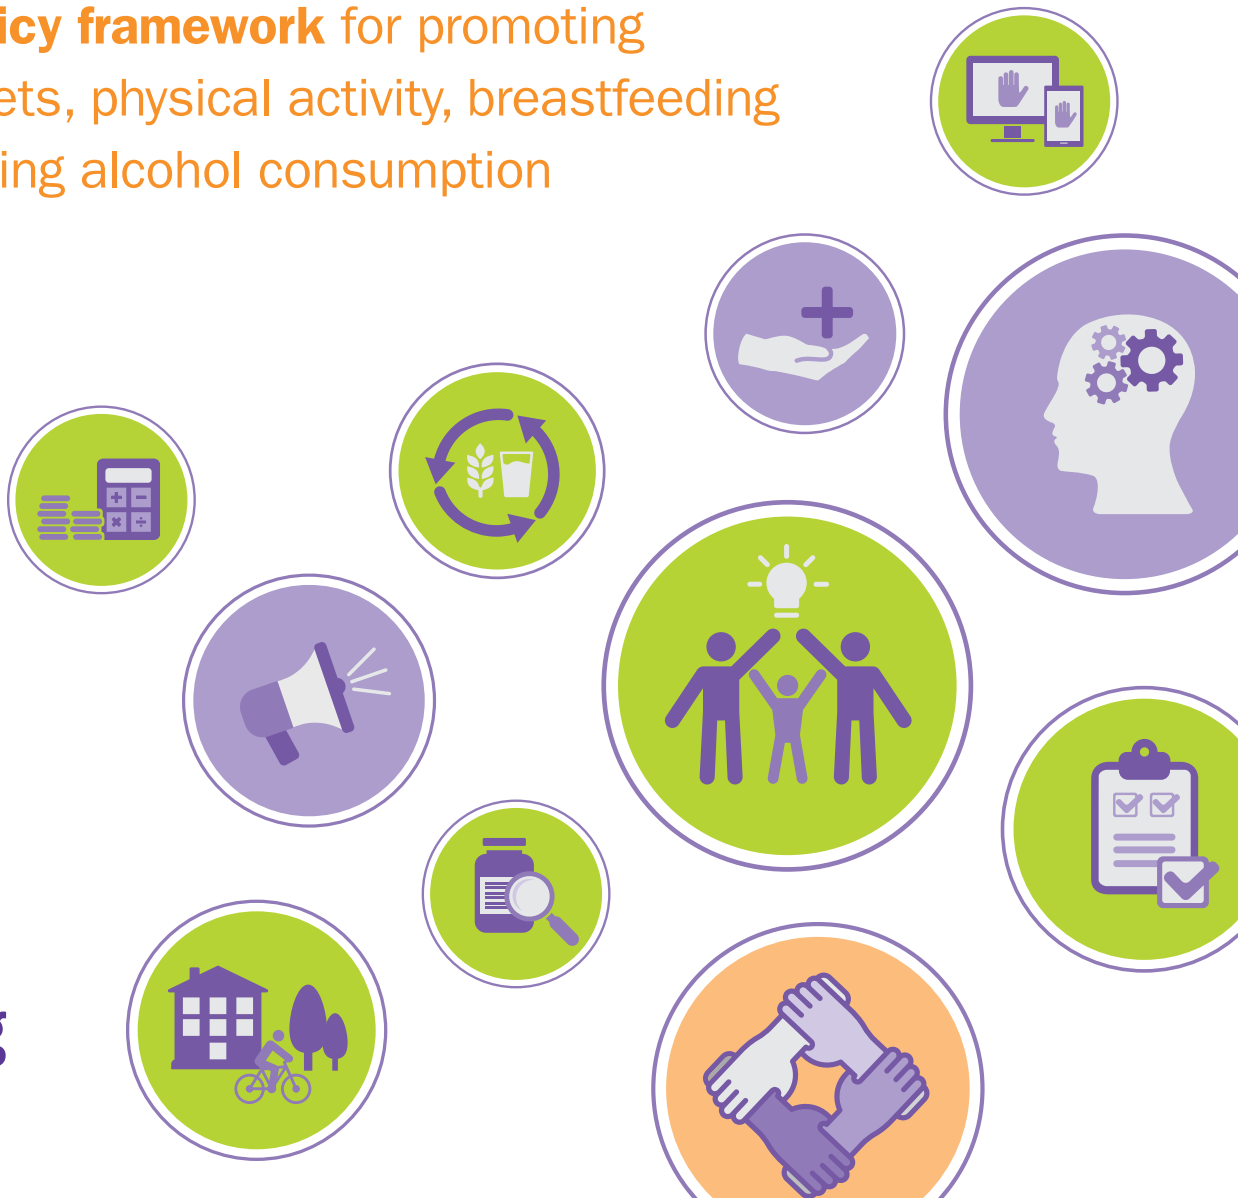 icy framework for promoting
ets, physical activity, breastfeeding
ing alcohol consumption
g